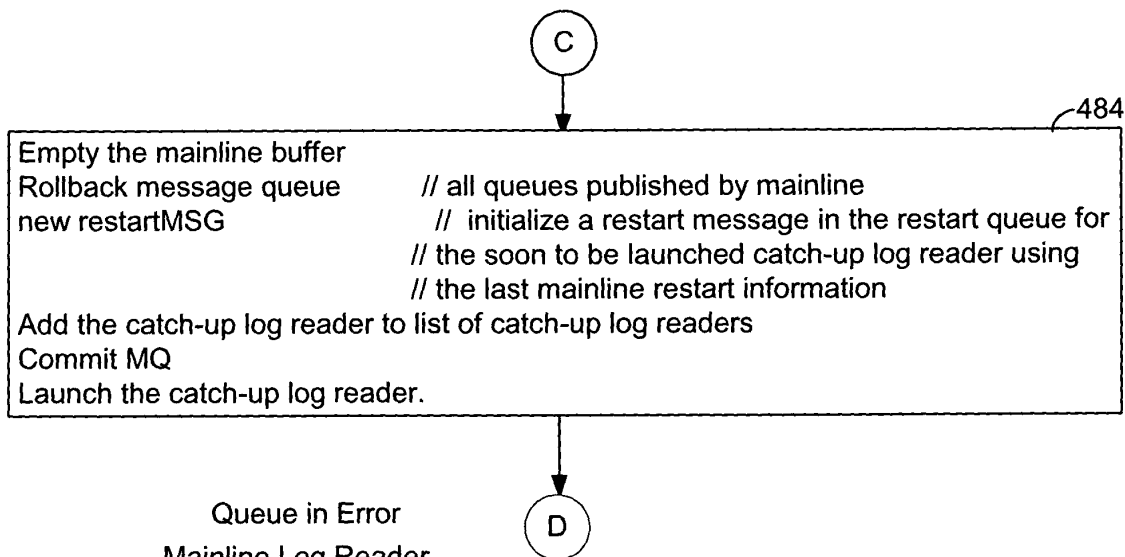 C
484
Empty the mainline buffer
Rollback message queue // all queues published by mainline
new restartMSG // initialize a restart message in the restart queue for
// the soon to be launched catch-up log reader using
// the last mainline restart information
Add the catch-up log reader to list of catch-up log readers
Commit MQ
Launch the catch-up log reader.
Queue in Error
D
Mainline Log Reader